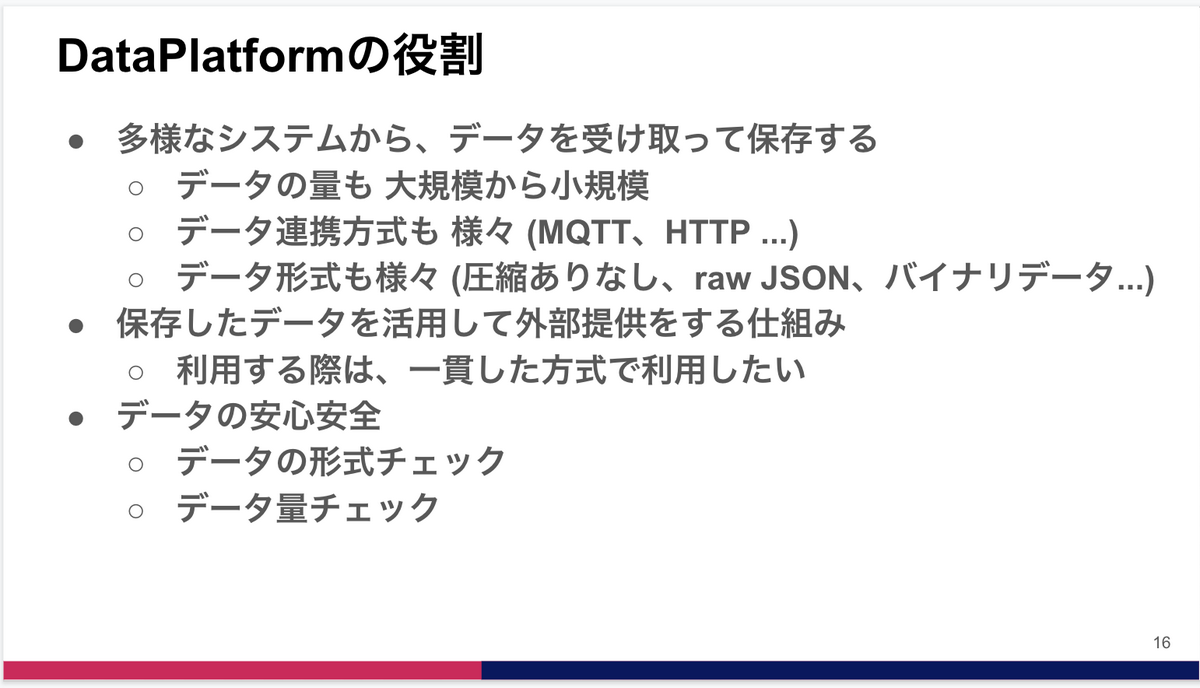 DataPlatformの役割
● 多様なシステムから、データを受け取って保存する
○ データの量も 大規模から小規模
○ データ連携方式も 様々 (MQTT、HTTP ...)
○ データ形式も様々 (圧縮ありなし、raw JSON、バイナリデータ...)
● 保存したデータを活用して外部提供をする仕組み
○ 利用する際は、一貫した方式で利用したい
● データの安心安全
○ データの形式チェック
○ データ量チェック
16